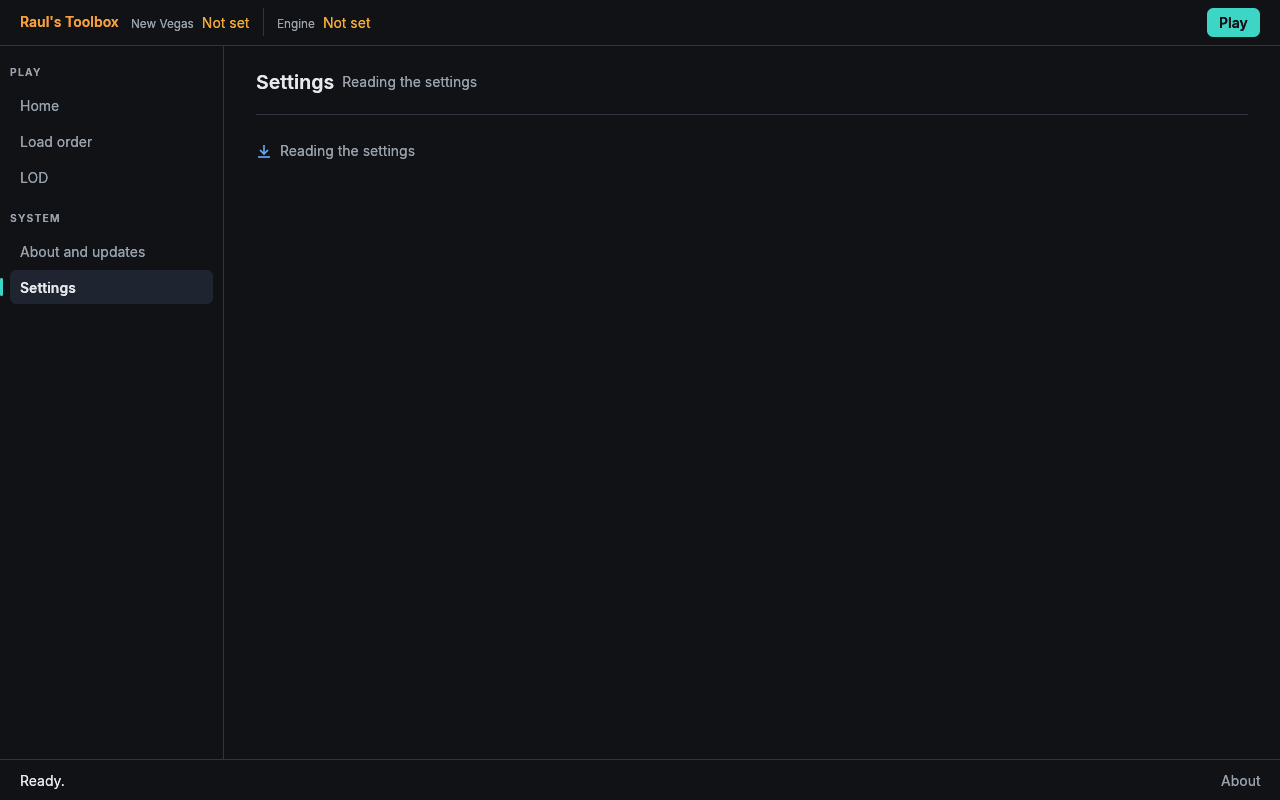 Raul's Toolbox New Vegas Not set Engine Not set Play
PLAY
Home
Load order
LOD
SYSTEM
About and updates
Settings
Settings Reading the settings
Reading the settings
Ready. About